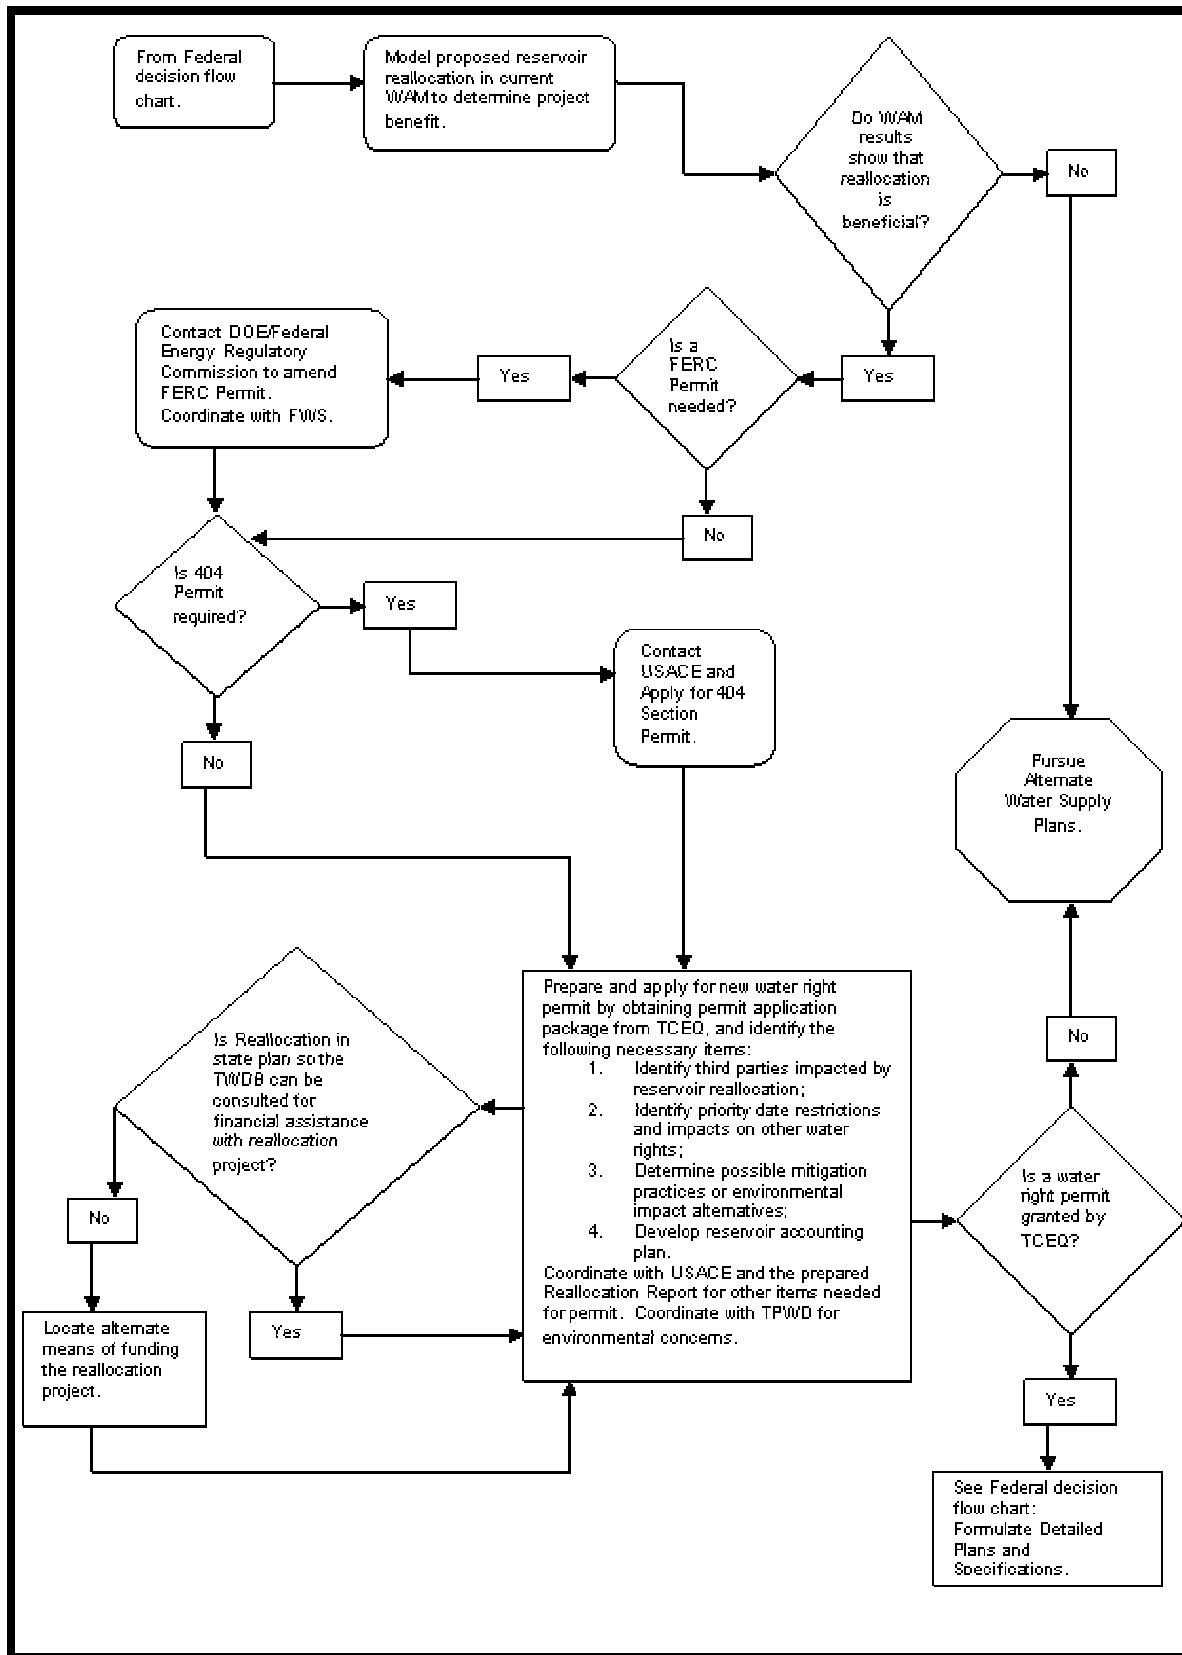 From Federal
decision flow
chart.
Model proposed reservoir
reallocation in current
WAM to determine project
benefit.
Do WAM
results
show that
reallocation
is
beneficial?
No
Contact DOE/Federal
Energy Regulatory
Commission to amend
FERC Permit.
Coordinate with FWS.
Yes
Is a
FERC
Permit
needed?
Yes
No
Is 404
Permit
required?
Yes
Contact
USACE and
Apply for 404
Section
Permit.
No
Pursue
Alternate
Water Supply
Plans.
Is Reallocation in
state plan so the
TWDB can be
consulted for
financial assistance
with reallocation
project?
Prepare and apply for new water right
permit by obtaining permit application
package from TCEQ, and identify the
following necessary items:
1. Identify third parties impacted by
reservoir reallocation;
2. Identify priority date restrictions
and impacts on other water
rights;
3. Determine possible mitigation
practices or environmental
impact alternatives;
4. Develop reservoir accounting
plan.
Coordinate with USACE and the prepared
Reallocation Report for other items needed
for permit. Coordinate with TPWD for
environmental concerns.
No
Is a water
right permit
granted by
TCEQ?
No
Yes
Locate alternate
means of funding
the reallocation
project.
Yes
See Federal decision
flow chart:
Formulate Detailed
Plans and
Specifications.